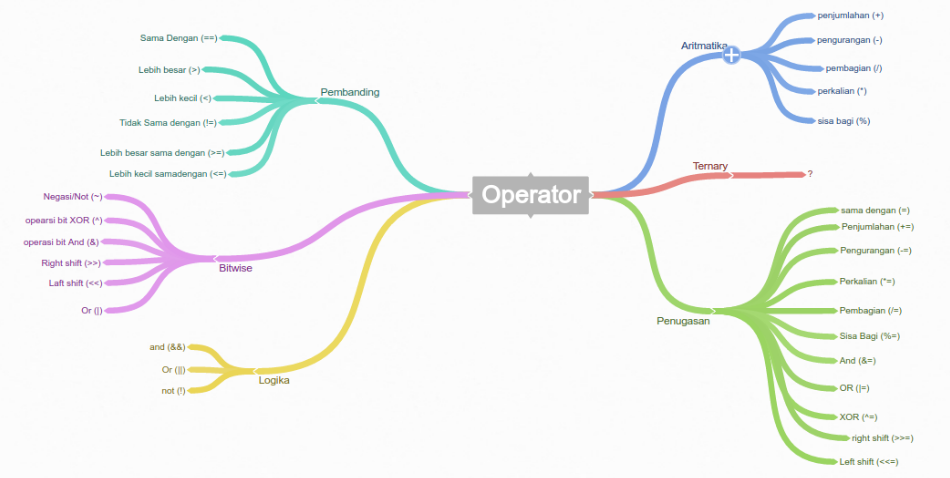 Operator
Pembanding
Sama Dengan (==)
Lebih besar (>)
Lebih kecil (<)
Tidak Sama dengan (!=)
Lebih besar sama dengan (>=)
Lebih kecil samadengan (<=)
Bitwise
Negasi/Not (~)
opearsi bit XOR (^)
operasi bit And (&)
Right shift (>>)
Laft shift (<<)
Or (|)
Logika
and (&&)
Or (||)
not (!)
Aritmatika
penjumlahan (+)
pengurangan (-)
pembagian (/)
perkalian (*)
sisa bagi (%)
Ternary
?
Penugasan
sama dengan (=)
Penjumlahan (+=)
Pengurangan (-=)
Perkalian (*=)
Pembagian (/=)
Sisa Bagi (%=)
And (&=)
OR (|=)
XOR (^=)
right shift (>>=)
Left shift (<<=)